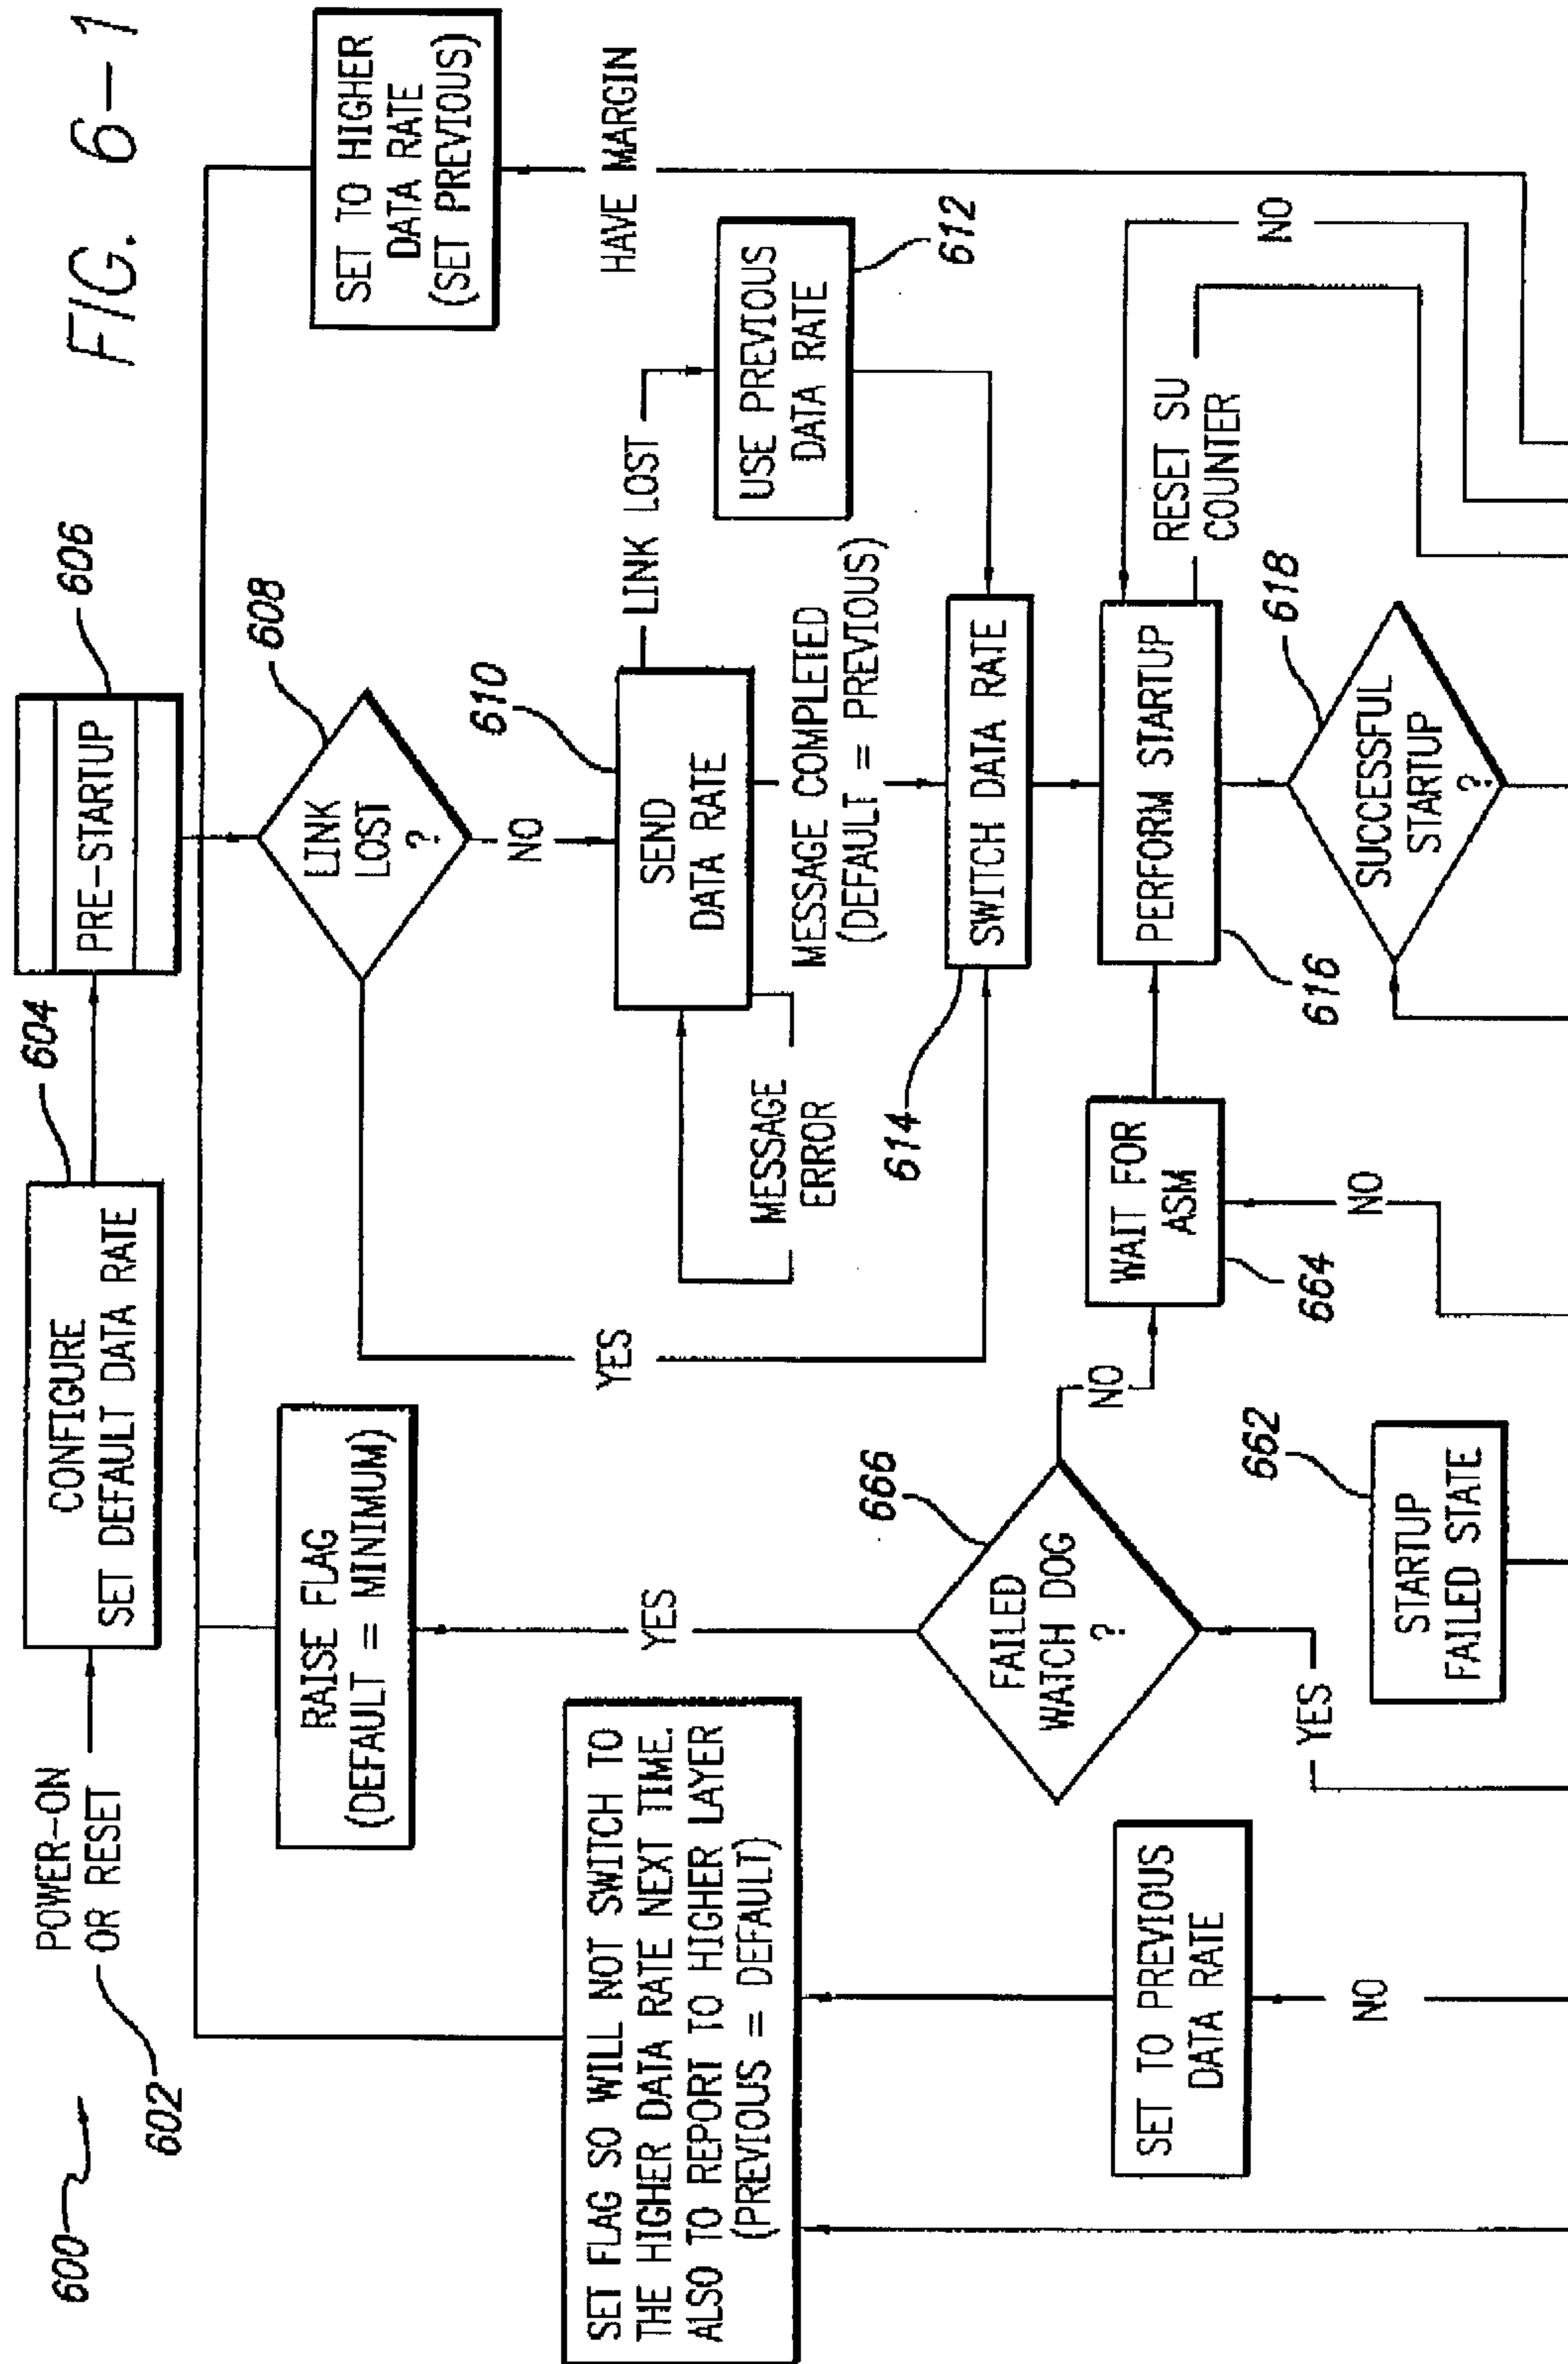 FIG. 6-1
600
POWER-ON
OR RESET
602
CONFIGURE
SET DEFAULT DATA RATE
604
PRE-STARTUP
606
RAISE FLAG
(DEFAULT = MINIMUM)
LINK
LOST
?
608
SET TO HIGHER
DATA RATE
(SET PREVIOUS)
SET FLAG SO WILL NOT SWITCH TO
THE HIGHER DATA RATE NEXT TIME.
ALSO TO REPORT TO HIGHER LAYER
(PREVIOUS = DEFAULT)
YES
YES
NO
HAVE MARGIN
SEND
DATA RATE
610
LINK LOST
MESSAGE
ERROR
USE PREVIOUS
DATA RATE
612
MESSAGE COMPLETED
(DEFAULT = PREVIOUS)
614
SWITCH DATA RATE
666
FAILED
WATCH DOG
?
NO
WAIT FOR
ASM
664
PERFORM STARTUP
616
RESET SU
COUNTER
NO
SET TO PREVIOUS
DATA RATE
618
SUCCESSFUL
STARTUP
?
662
STARTUP
FAILED STATE
NO
YES
NO